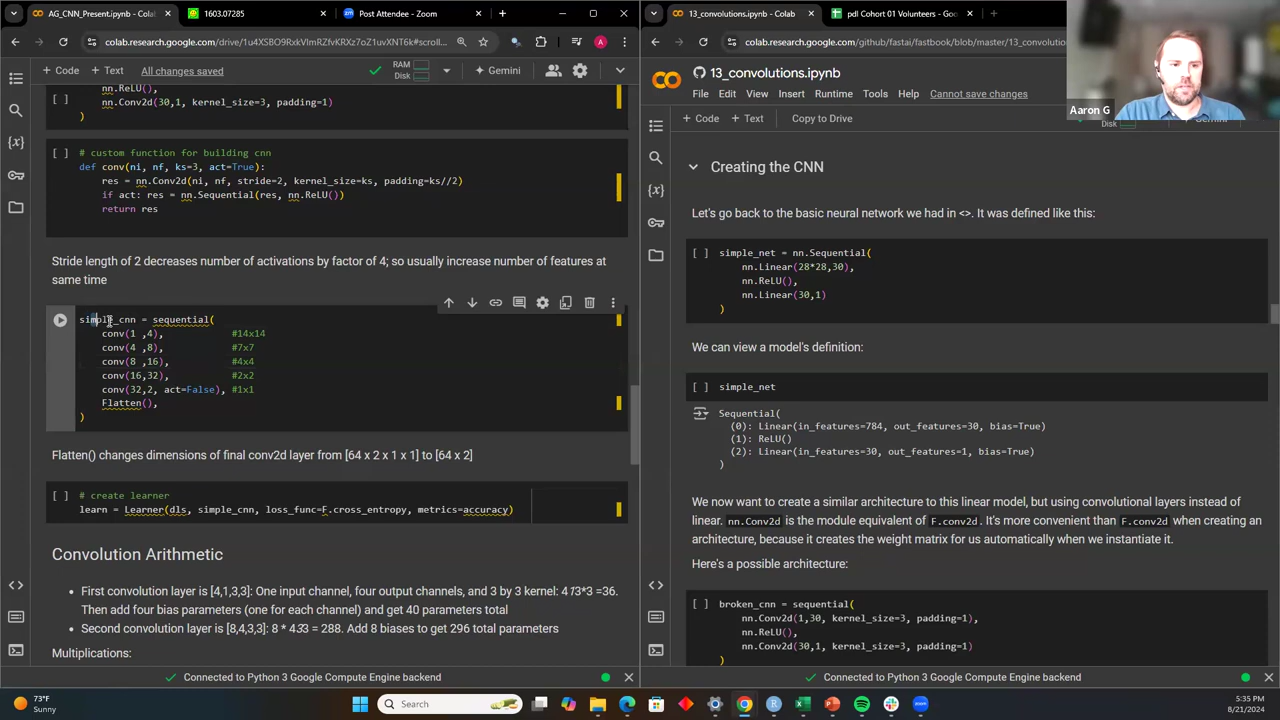 AG_CNN_Present.ipynb - Colab
1603.07285
Post Attendee - Zoom
colab.research.google.com/drive/1u4XSBO9RxkVlmRZfvKRXz7oZ1uvXNT6k#scroll...
+ Code + Text All changes saved
RAM
Disk
Gemini
nn.ReLU(),
nn.Conv2d(30,1, kernel_size=3, padding=1)
)
[ ] # custom function for building cnn
def conv(ni, nf, ks=3, act=True):
res = nn.Conv2d(ni, nf, stride=2, kernel_size=ks, padding=ks//2)
if act: res = nn.Sequential(res, nn.ReLU())
return res
Stride length of 2 decreases number of activations by factor of 4; so usually increase number of features at
same time
simple_cnn = sequential(
conv(1 ,4), #14x14
conv(4 ,8), #7x7
conv(8 ,16), #4x4
conv(16,32), #2x2
conv(32,2, act=False), #1x1
Flatten(),
)
Flatten() changes dimensions of final conv2d layer from [64 x 2 x 1 x 1] to [64 x 2]
[ ] # create learner
learn = Learner(dls, simple_cnn, loss_func=F.cross_entropy, metrics=accuracy)
Convolution Arithmetic
• First convolution layer is [4,1,3,3]: One input channel, four output channels, and 3 by 3 kernel: 413*3 =36.
Then add four bias parameters (one for each channel) and get 40 parameters total
• Second convolution layer is [8,4,3,3]: 8 * 433 = 288. Add 8 biases to get 296 total parameters
Multiplications:
Connected to Python 3 Google Compute Engine backend
13_convolutions.ipynb - Colab
pdl Cohort 01 Volunteers -
colab.research.google.com/github/fastai/fastbook/blob/master/13_convolution
13_convolutions.ipynb
File Edit View Insert Runtime Tools Help Cannot save changes
+ Code + Text Copy to Drive
Disk
Aaron G
Creating the CNN
Let's go back to the basic neural network we had in <>. It was defined like this:
[ ] simple_net = nn.Sequential(
nn.Linear(28*28,30),
nn.ReLU(),
nn.Linear(30,1)
)
We can view a model's definition:
[ ] simple_net
Sequential(
(0): Linear(in_features=784, out_features=30, bias=True)
(1): ReLU()
(2): Linear(in_features=30, out_features=1, bias=True)
)
We now want to create a similar architecture to this linear model, but using convolutional layers instead of
linear. nn.Conv2d is the module equivalent of F.conv2d. It's more convenient than F.conv2d when creating an
architecture, because it creates the weight matrix for us automatically when we instantiate it.
Here's a possible architecture:
[ ] broken_cnn = sequential(
nn.Conv2d(1,30, kernel_size=3, padding=1),
nn.ReLU(),
nn.Conv2d(30,1, kernel_size=3, padding=1)
)
Connected to Python 3 Google Compute Engine backend
73°F
Sunny
Search
5:35 PM
8/21/2024